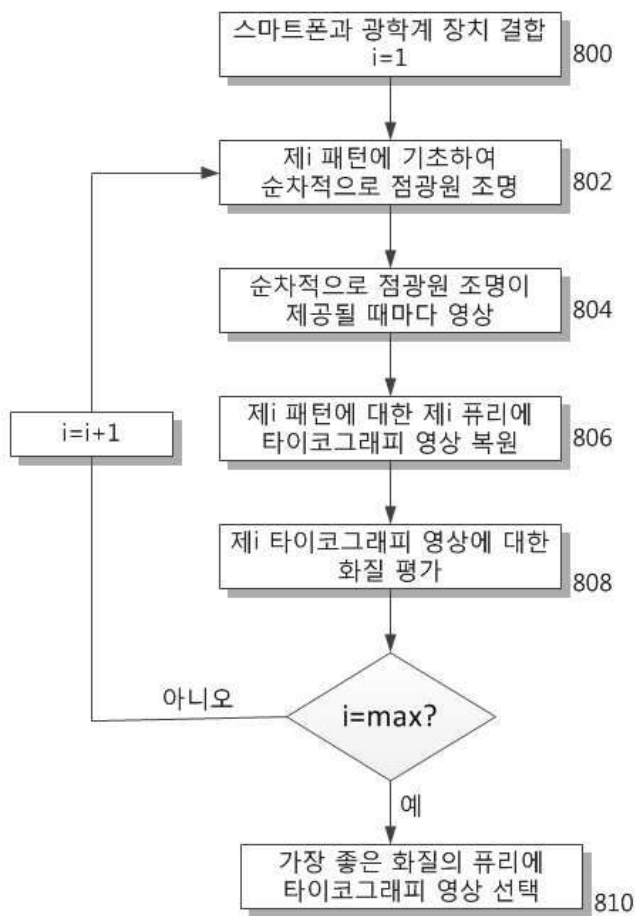 스마트폰과 광학계 장치 결합
i=1
800
제i 패턴에 기초하여
순차적으로 점광원 조명
802
순차적으로 점광원 조명이
제공될 때마다 영상
804
제i 패턴에 대한 제i 퓨리에
타이코그래피 영상 복원
806
i=i+1
제i 타이코그래피 영상에 대한
화질 평가
808
아니오
i=max?
예
가장 좋은 화질의 퓨리에
타이코그래피 영상 선택
810